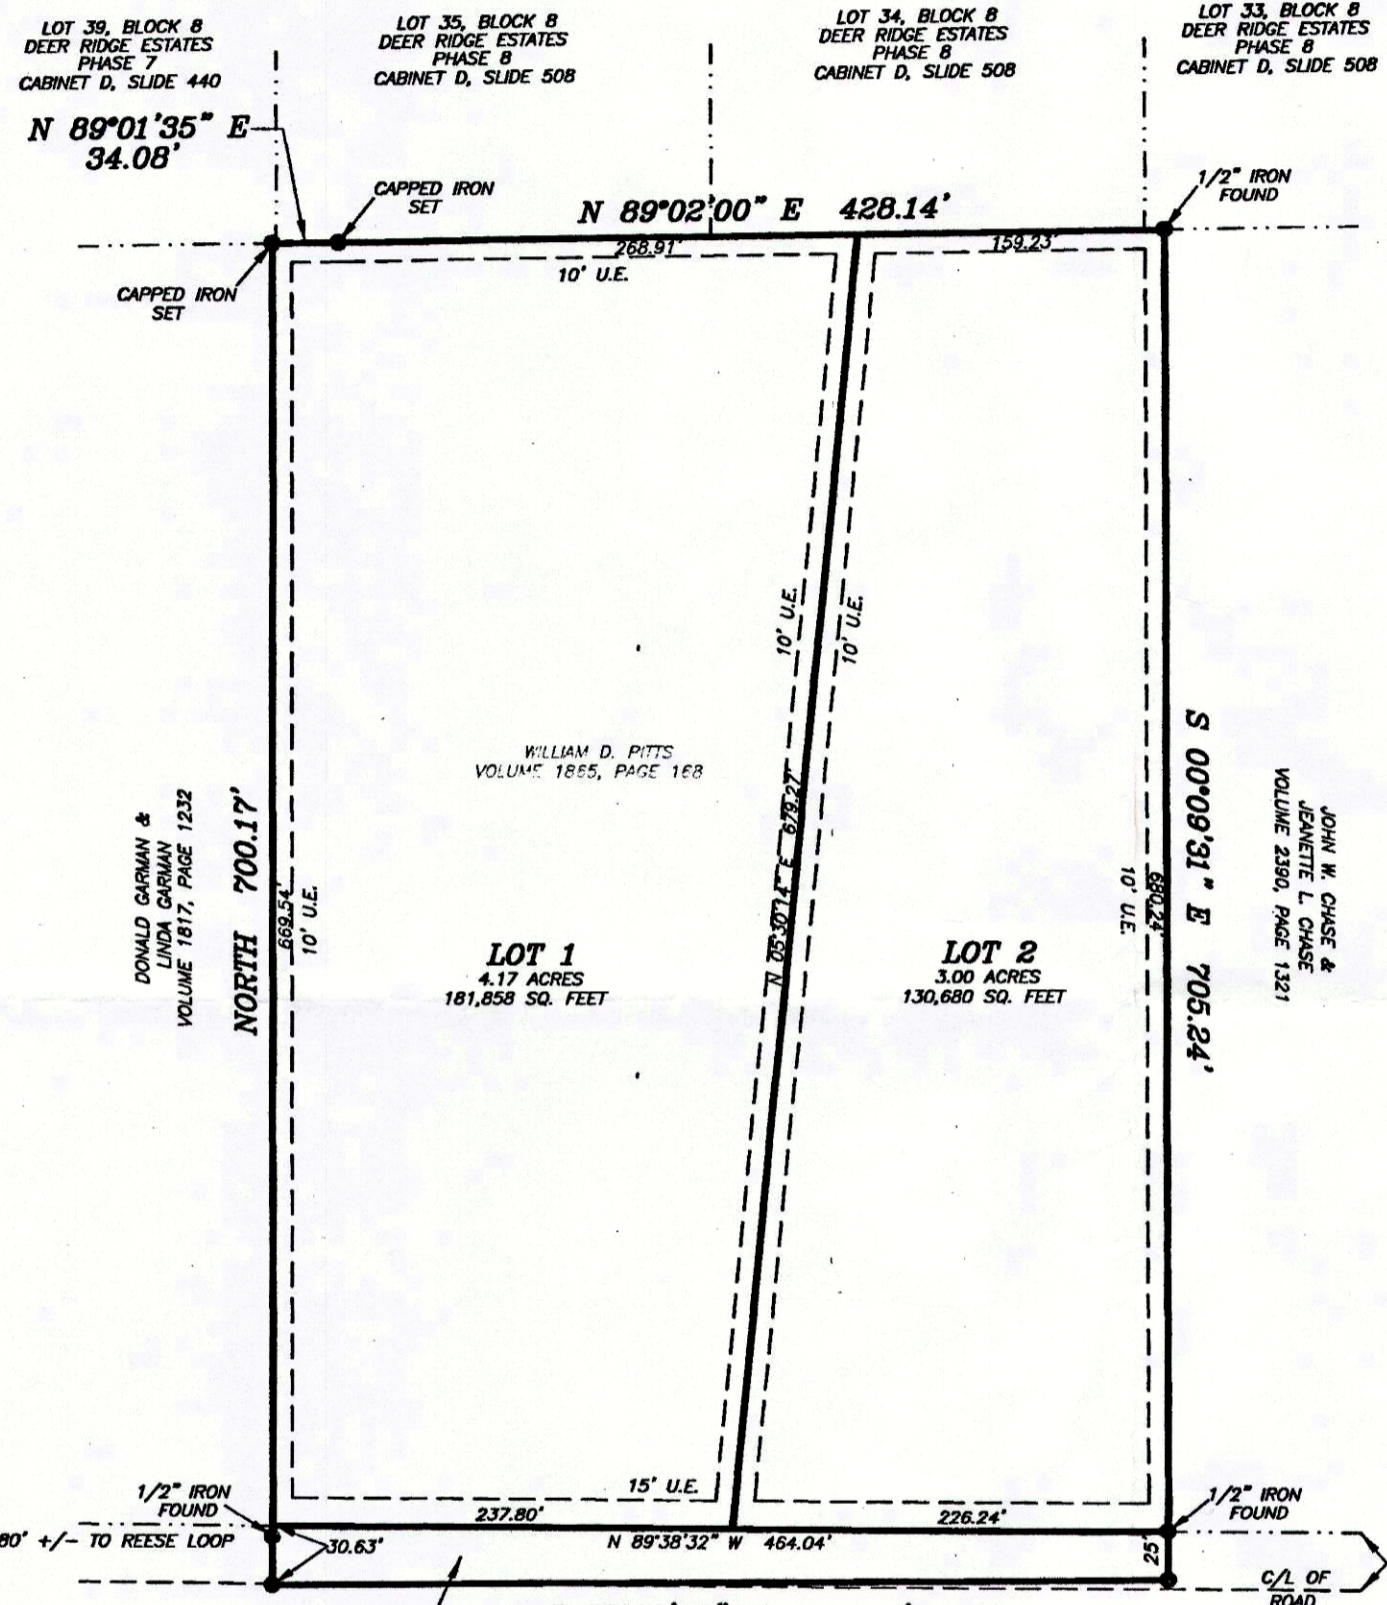 LOT 39, BLOCK 8
DEER RIDGE ESTATES
PHASE 7
CABINET D, SLIDE 440
LOT 35, BLOCK 8
DEER RIDGE ESTATES
PHASE 8
CABINET D, SLIDE 508
LOT 34, BLOCK 8
DEER RIDGE ESTATES
PHASE 8
CABINET D, SLIDE 508
LOT 33, BLOCK 8
DEER RIDGE ESTATES
PHASE 8
CABINET D, SLIDE 508
N 89°01'35" E
34.08'
CAPPED IRON
SET
N 89°02'00" E 428.14'
1/2" IRON
FOUND
268.91'
159.23'
10' U.E.
CAPPED IRON
SET
10' U.E.
10' U.E.
WILLIAM D. PITTS
VOLUME 1865, PAGE 168
N 05°30'14" E 679.27'
DONALD GARMAN &
LINDA GARMAN
VOLUME 1817, PAGE 1232
NORTH 700.17'
669.54'
10' U.E.
LOT 1
4.17 ACRES
181,858 SQ. FEET
LOT 2
3.00 ACRES
130,680 SQ. FEET
10' U.E.
680.24'
S 00°09'31" E 705.24'
JOHN W. CHASE &
JEANETTE L. CHASE
VOLUME 2390, PAGE 1321
15' U.E.
1/2" IRON
FOUND
237.80'
226.24'
1/2" IRON
FOUND
80' +/- TO REESE LOOP
30.63'
N 89°38'32" W 464.04'
25'
C/L OF
ROAD